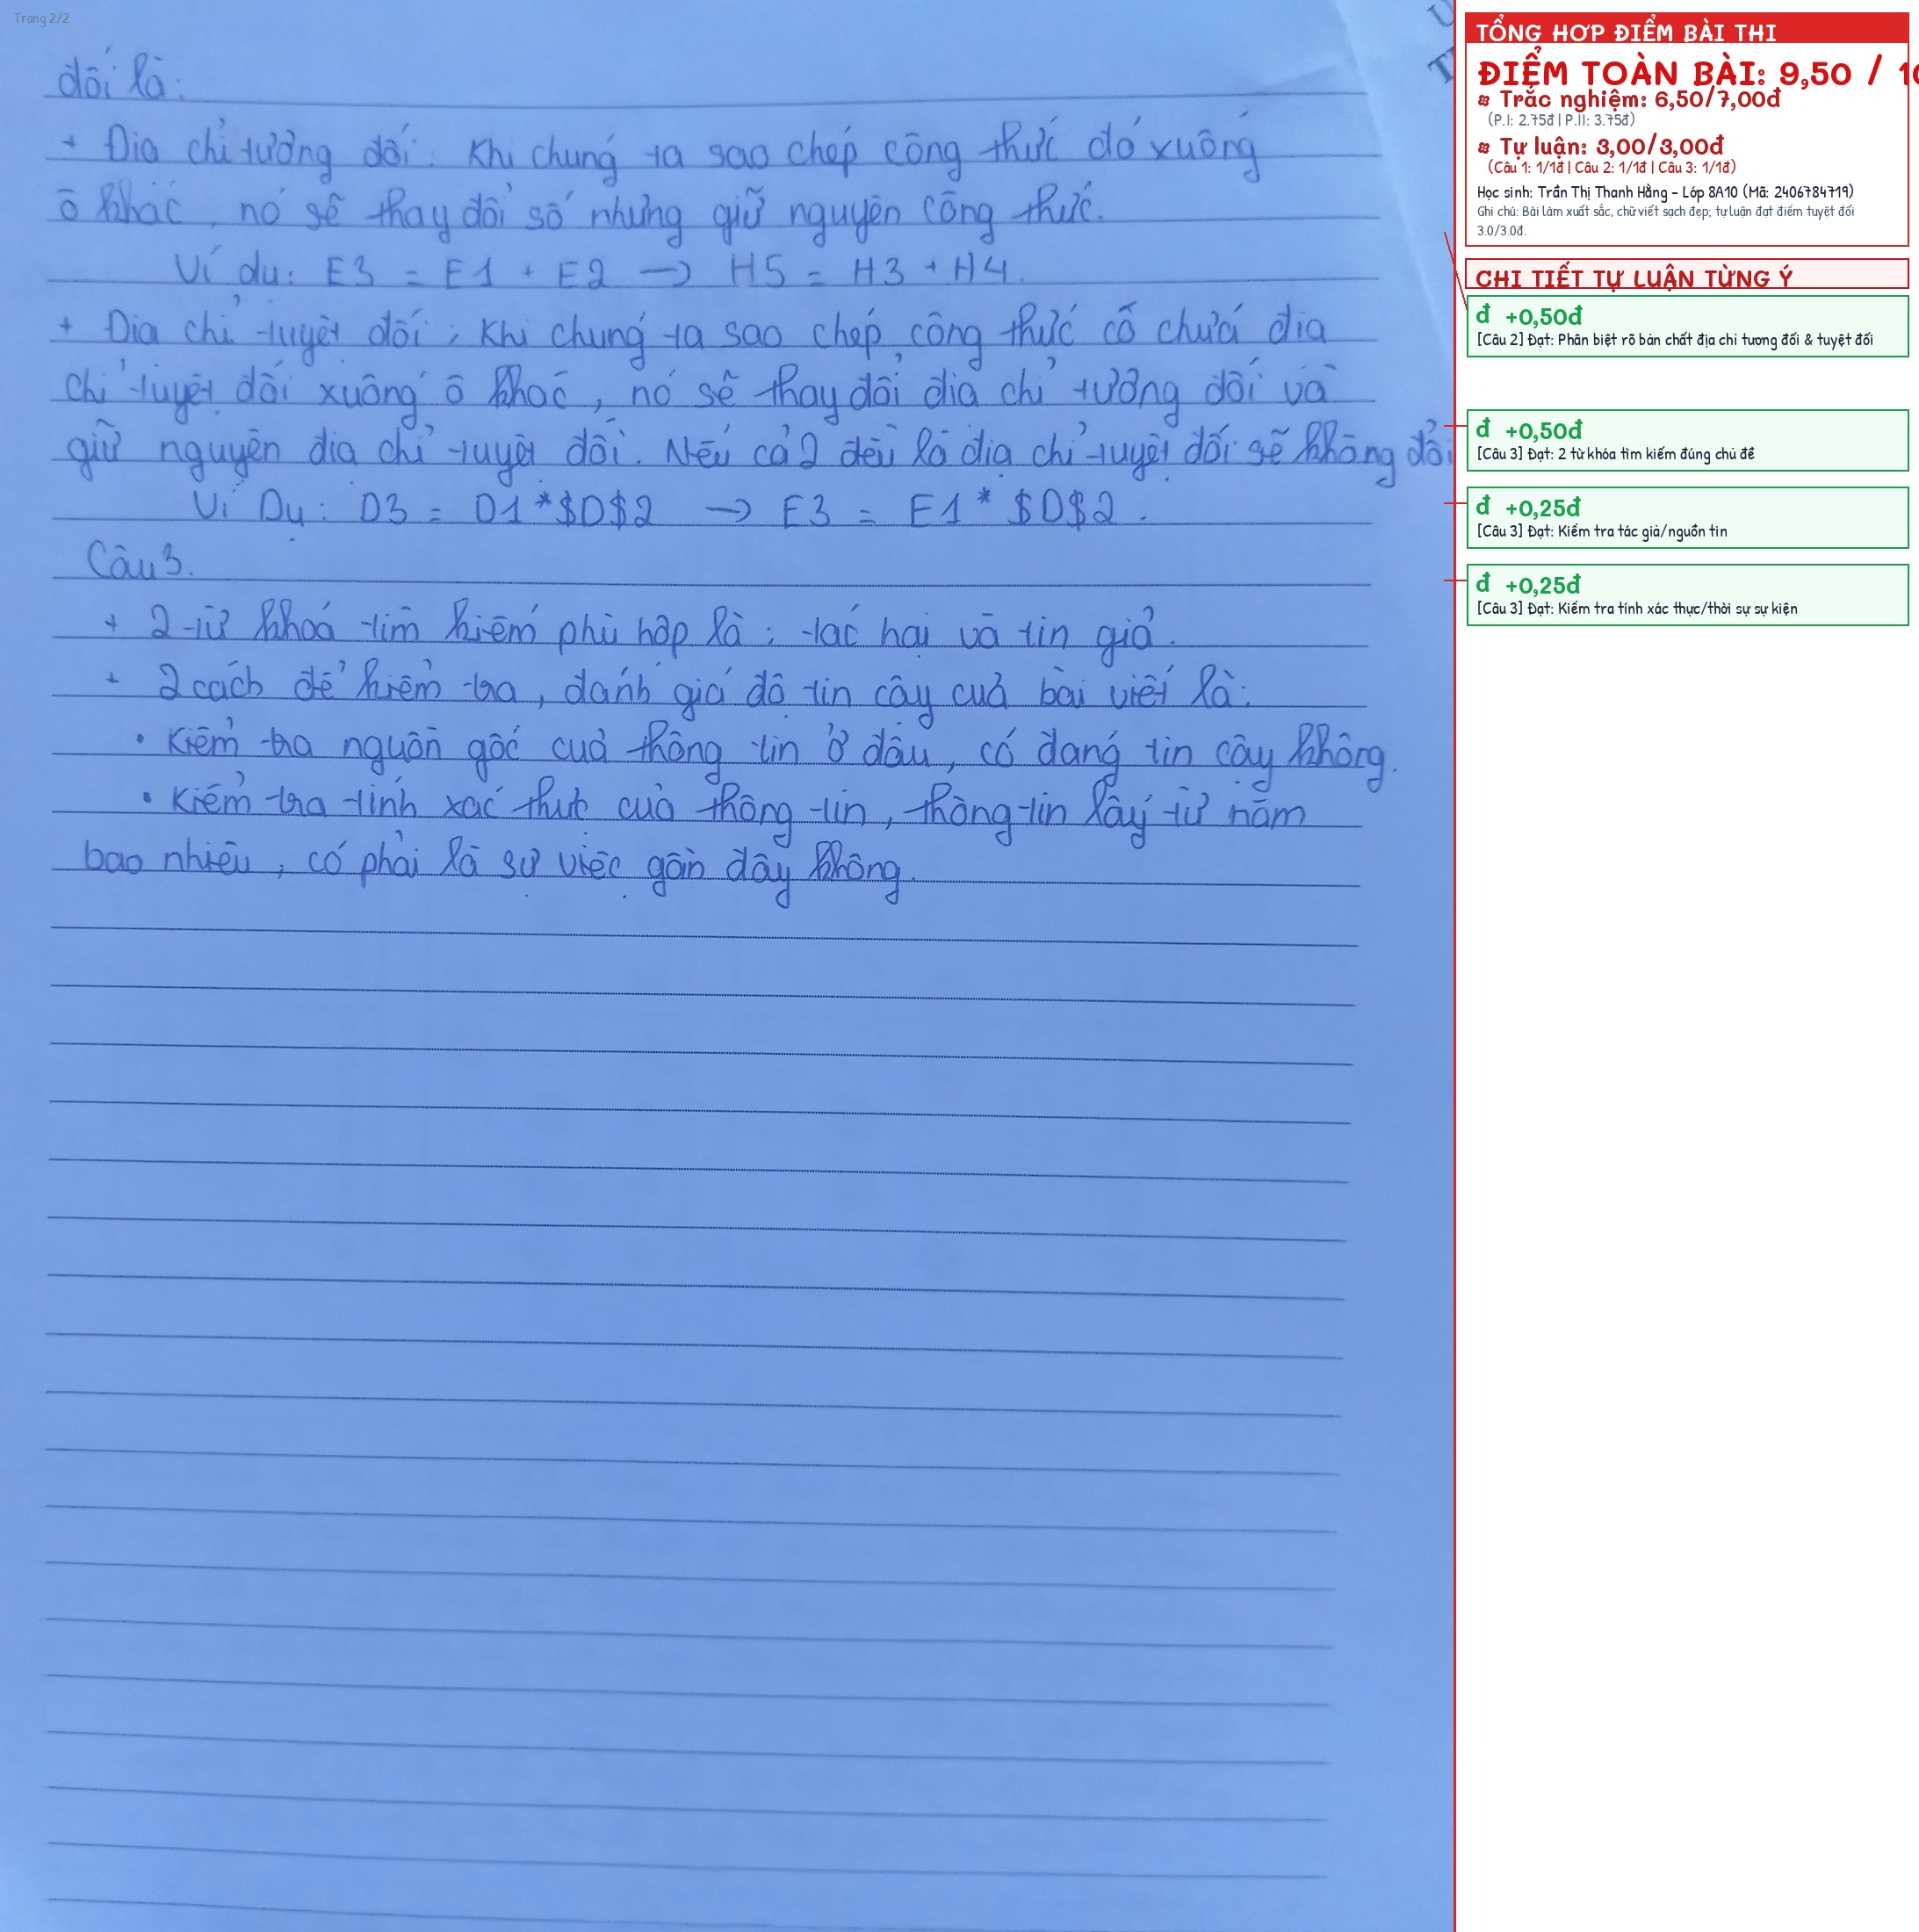 Trang 2/2
đối là:
+ Địa chỉ tương đối: Khi chúng ta sao chép công thức đó xuống
ô khác, nó sẽ thay đổi số nhưng giữ nguyên công thức.
Ví dụ: E3 = E1 + E2 → H5 = H3 + H4.
+ Địa chỉ tuyệt đối: Khi chúng ta sao chép công thức có chứa địa
chỉ tuyệt đối xuống ô khác, nó sẽ thay đổi địa chỉ tương đối và
giữ nguyên địa chỉ tuyệt đối. Nếu cả 2 đều là địa chỉ tuyệt đối sẽ không đổi
Ví Dụ: D3 = D1*$D$2 → E3 = E1*$D$2.
Câu 3.
+ 2 từ khoá tìm kiếm phù hợp là: tác hại và tin giả.
+ 2 cách để kiểm tra, đánh giá độ tin cậy của bài viết là:
• Kiểm tra nguồn gốc của thông tin ở đâu, có đáng tin cậy không.
• Kiểm tra tính xác thực của thông tin, thông tin lấy từ năm
bao nhiêu, có phải là sự việc gần đây không.
TỔNG HỢP ĐIỂM BÀI THI
ĐIỂM TOÀN BÀI: 9,50 / 10
Trắc nghiệm: 6,50/7,00đ
(P.I: 2.75đ | P.II: 3.75đ)
Tự luận: 3,00/3,00đ
(Câu 1: 1/1đ | Câu 2: 1/1đ | Câu 3: 1/1đ)
Học sinh: Trần Thị Thanh Hằng - Lớp 8A10 (Mã: 2406784719)
Ghi chú: Bài làm xuất sắc, chữ viết sạch đẹp; tự luận đạt điểm tuyệt đối
3.0/3.0đ.
CHI TIẾT TỰ LUẬN TỪNG Ý
đ +0,50đ
[Câu 2] Đạt: Phân biệt rõ bản chất địa chỉ tương đối & tuyệt đối
đ +0,50đ
[Câu 3] Đạt: 2 từ khóa tìm kiếm đúng chủ đề
đ +0,25đ
[Câu 3] Đạt: Kiểm tra tác giả/nguồn tin
đ +0,25đ
[Câu 3] Đạt: Kiểm tra tính xác thực/thời sự sự kiện